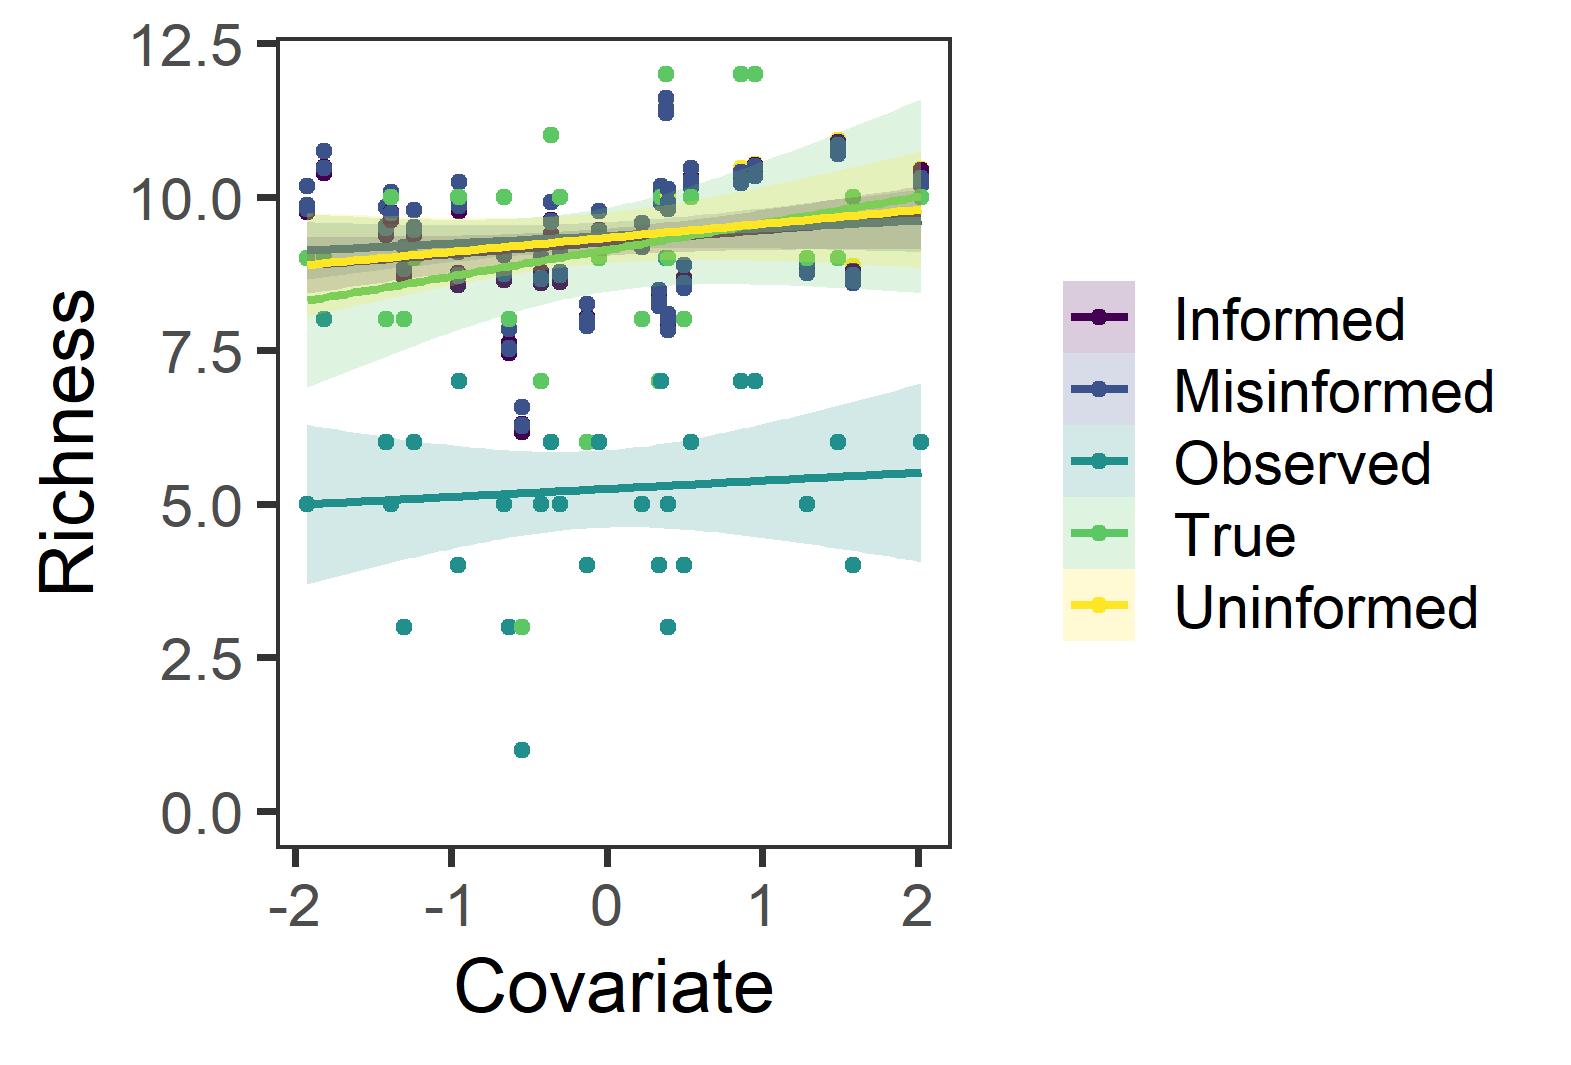 12.5
10.0
7.5
5.0
2.5
0.0
Richness
-2 -1 0 1 2
Covariate
Informed
Misinformed
Observed
True
Uninformed